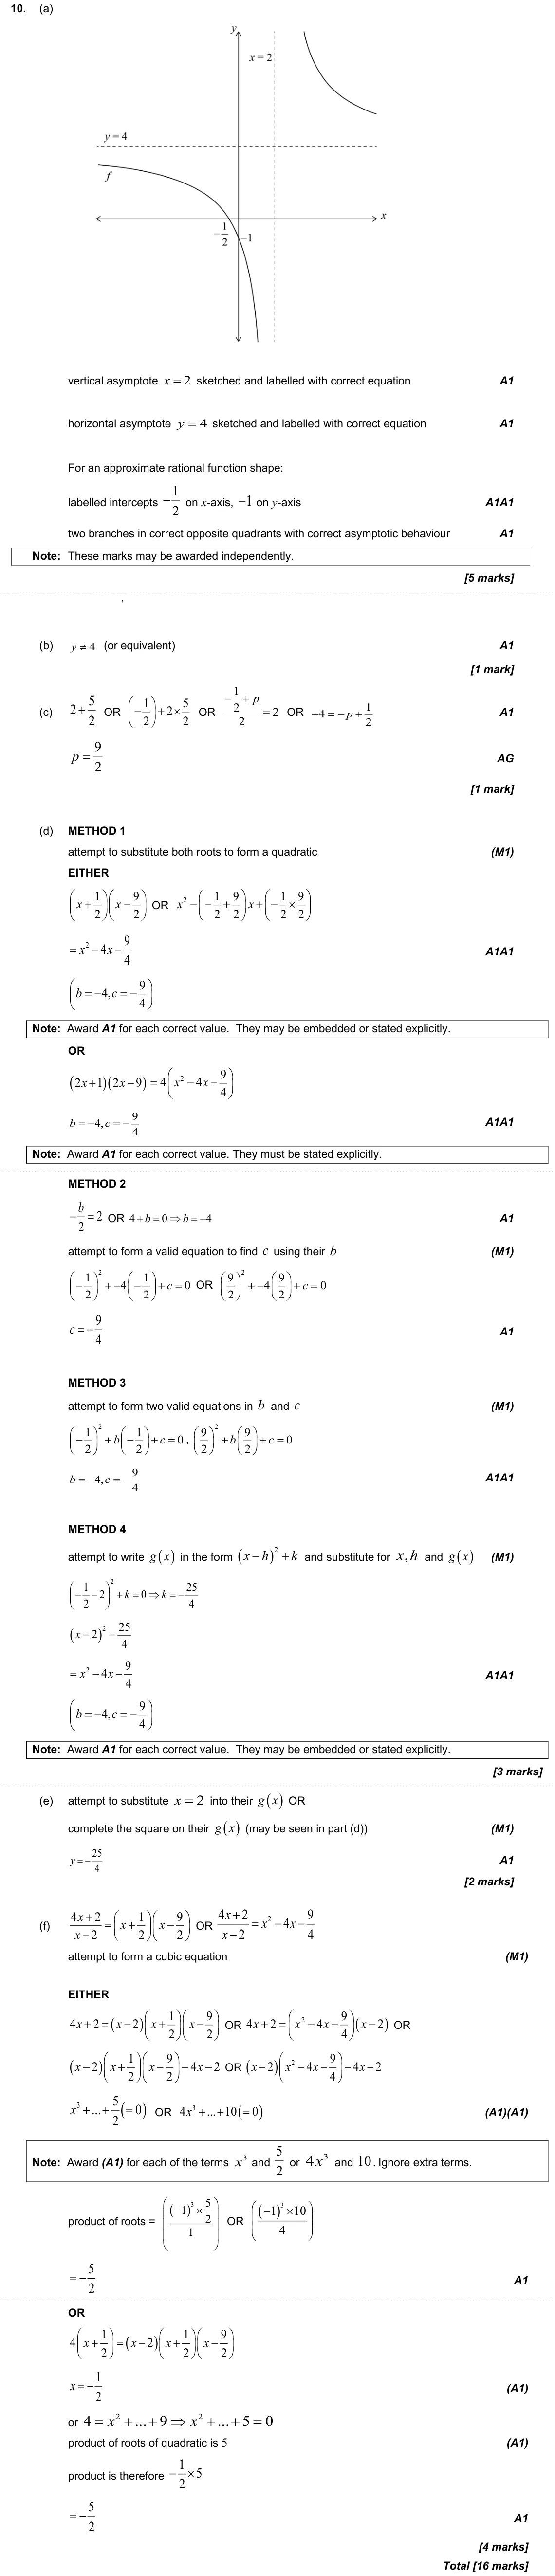 10. (a)
y
x = 2
y = 4
f
x
−1/2
−1
vertical asymptote x = 2 sketched and labelled with correct equation A1
horizontal asymptote y = 4 sketched and labelled with correct equation A1
For an approximate rational function shape:
labelled intercepts −1/2 on x-axis, −1 on y-axis A1A1
two branches in correct opposite quadrants with correct asymptotic behaviour A1
Note: These marks may be awarded independently.
[5 marks]
(b) y ≠ 4 (or equivalent) A1
[1 mark]
(c) 2 + 5/2 OR (−1/2) + 2 × 5/2 OR (−1/2 + p)/2 = 2 OR −4 = −p + 1/2 A1
p = 9/2 AG
[1 mark]
(d) METHOD 1
attempt to substitute both roots to form a quadratic (M1)
EITHER
(x + 1/2)(x − 9/2) OR x² − (−1/2 + 9/2)x + (−1/2 × 9/2)
= x² − 4x − 9/4 A1A1
(b = −4, c = −9/4)
Note: Award A1 for each correct value. They may be embedded or stated explicitly.
OR
(2x + 1)(2x − 9) = 4(x² − 4x − 9/4)
b = −4, c = −9/4 A1A1
Note: Award A1 for each correct value. They must be stated explicitly.
METHOD 2
−b/2 = 2 OR 4 + b = 0 ⇒ b = −4 A1
attempt to form a valid equation to find c using their b (M1)
(−1/2)² + −4(−1/2) + c = 0 OR (9/2)² + −4(9/2) + c = 0
c = −9/4 A1
METHOD 3
attempt to form two valid equations in b and c (M1)
(−1/2)² + b(−1/2) + c = 0, (9/2)² + b(9/2) + c = 0
b = −4, c = −9/4 A1A1
METHOD 4
attempt to write g(x) in the form (x − h)² + k and substitute for x, h and g(x) (M1)
(−1/2 − 2)² + k = 0 ⇒ k = −25/4
(x − 2)² − 25/4
= x² − 4x − 9/4 A1A1
(b = −4, c = −9/4)
Note: Award A1 for each correct value. They may be embedded or stated explicitly.
[3 marks]
(e) attempt to substitute x = 2 into their g(x) OR
complete the square on their g(x) (may be seen in part (d)) (M1)
y = −25/4 A1
[2 marks]
(f) (4x + 2)/(x − 2) = (x + 1/2)(x − 9/2) OR (4x + 2)/(x − 2) = x² − 4x − 9/4
attempt to form a cubic equation (M1)
EITHER
4x + 2 = (x − 2)(x + 1/2)(x − 9/2) OR 4x + 2 = (x² − 4x − 9/4)(x − 2) OR
(x − 2)(x + 1/2)(x − 9/2) − 4x − 2 OR (x − 2)(x² − 4x − 9/4) − 4x − 2
x³ + ... + 5/2 (= 0) OR 4x³ + ... + 10 (= 0) (A1)(A1)
Note: Award (A1) for each of the terms x³ and 5/2 or 4x³ and 10. Ignore extra terms.
product of roots = (((−1)³ × 5/2)/1) OR (((−1)³ × 10)/4)
= −5/2 A1
OR
4(x + 1/2) = (x − 2)(x + 1/2)(x − 9/2)
x = −1/2 (A1)
or 4 = x² + ... + 9 ⇒ x² + ... + 5 = 0
product of roots of quadratic is 5 (A1)
product is therefore −1/2 × 5
= −5/2 A1
[4 marks]
Total [16 marks]